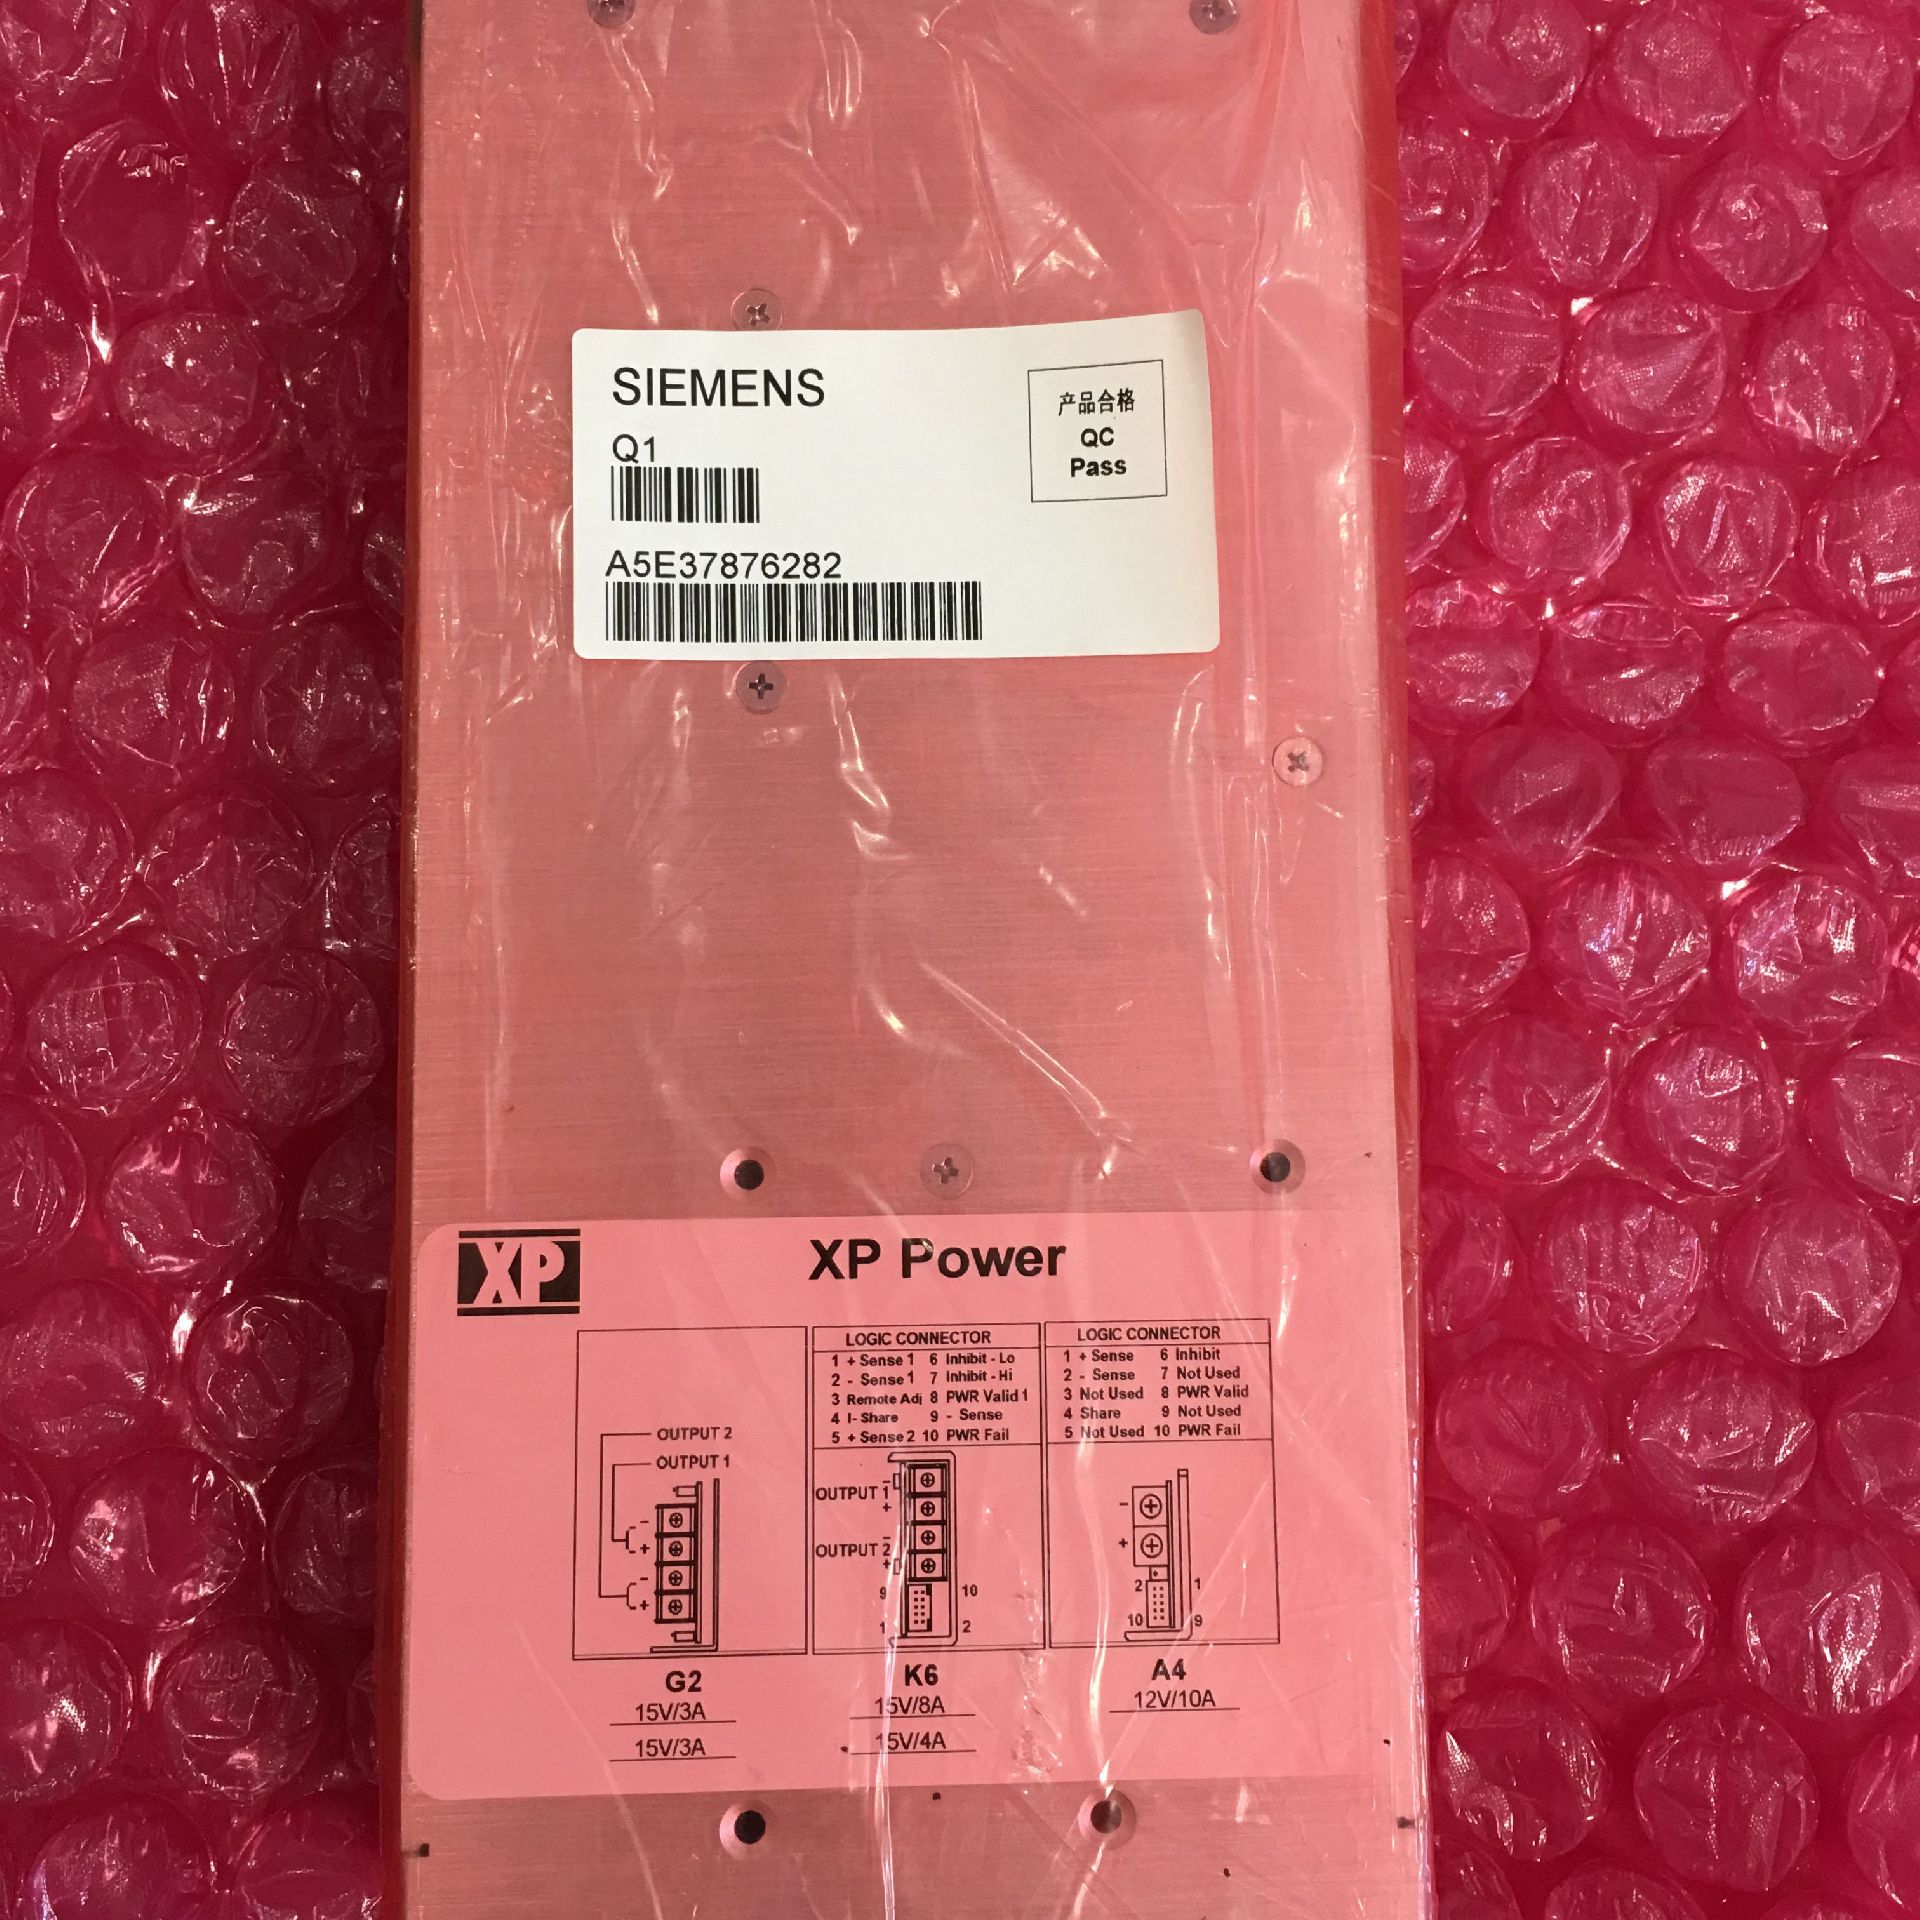 SIEMENS
Q1
A5E37876282
产品合格
QC
Pass
XP
XP Power
OUTPUT 2
OUTPUT 1
-
+
-
+
G2
15V/3A
15V/3A
LOGIC CONNECTOR
1 + Sense 1 6 Inhibit - Lo
2 - Sense 1 7 Inhibit - Hi
3 Remote Adj 8 PWR Valid 1
4 I- Share 9 - Sense
5 + Sense 2 10 PWR Fail
-
OUTPUT 1
+
-
OUTPUT 2
+
9 10
1 2
K6
15V/8A
15V/4A
LOGIC CONNECTOR
1 + Sense 6 Inhibit
2 - Sense 7 Not Used
3 Not Used 8 PWR Valid
4 Share 9 Not Used
5 Not Used 10 PWR Fail
-
+
2 1
10 9
A4
12V/10A